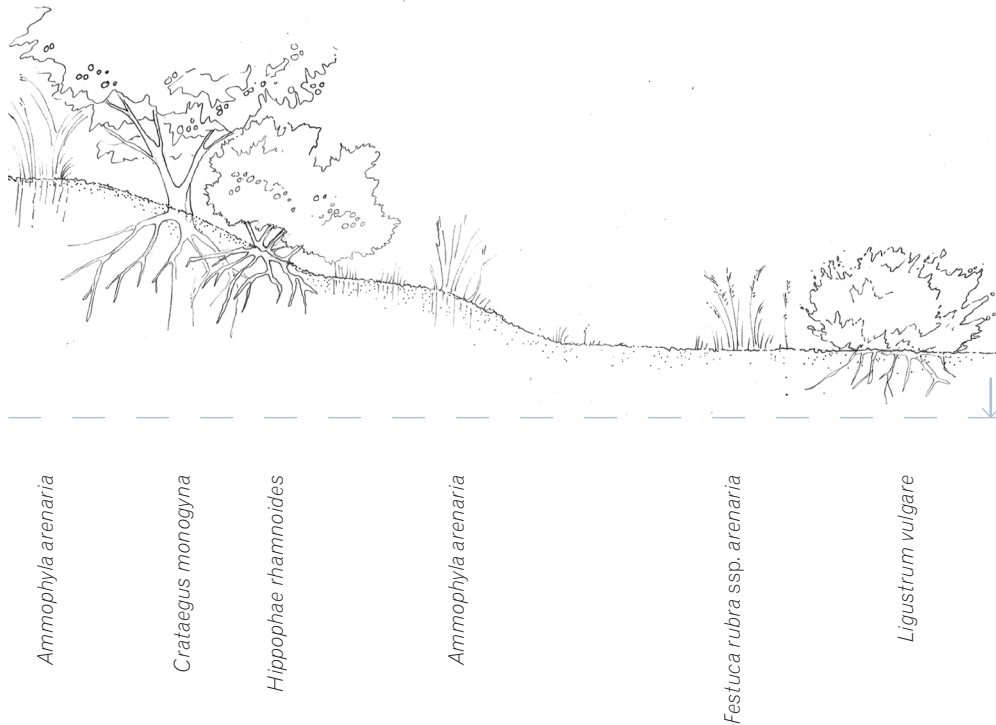 Ammophyla arenaria
Crataegus monogyna
Hippophae rhamnoides
Ammophyla arenaria
Festuca rubra ssp. arenaria
Ligustrum vulgare